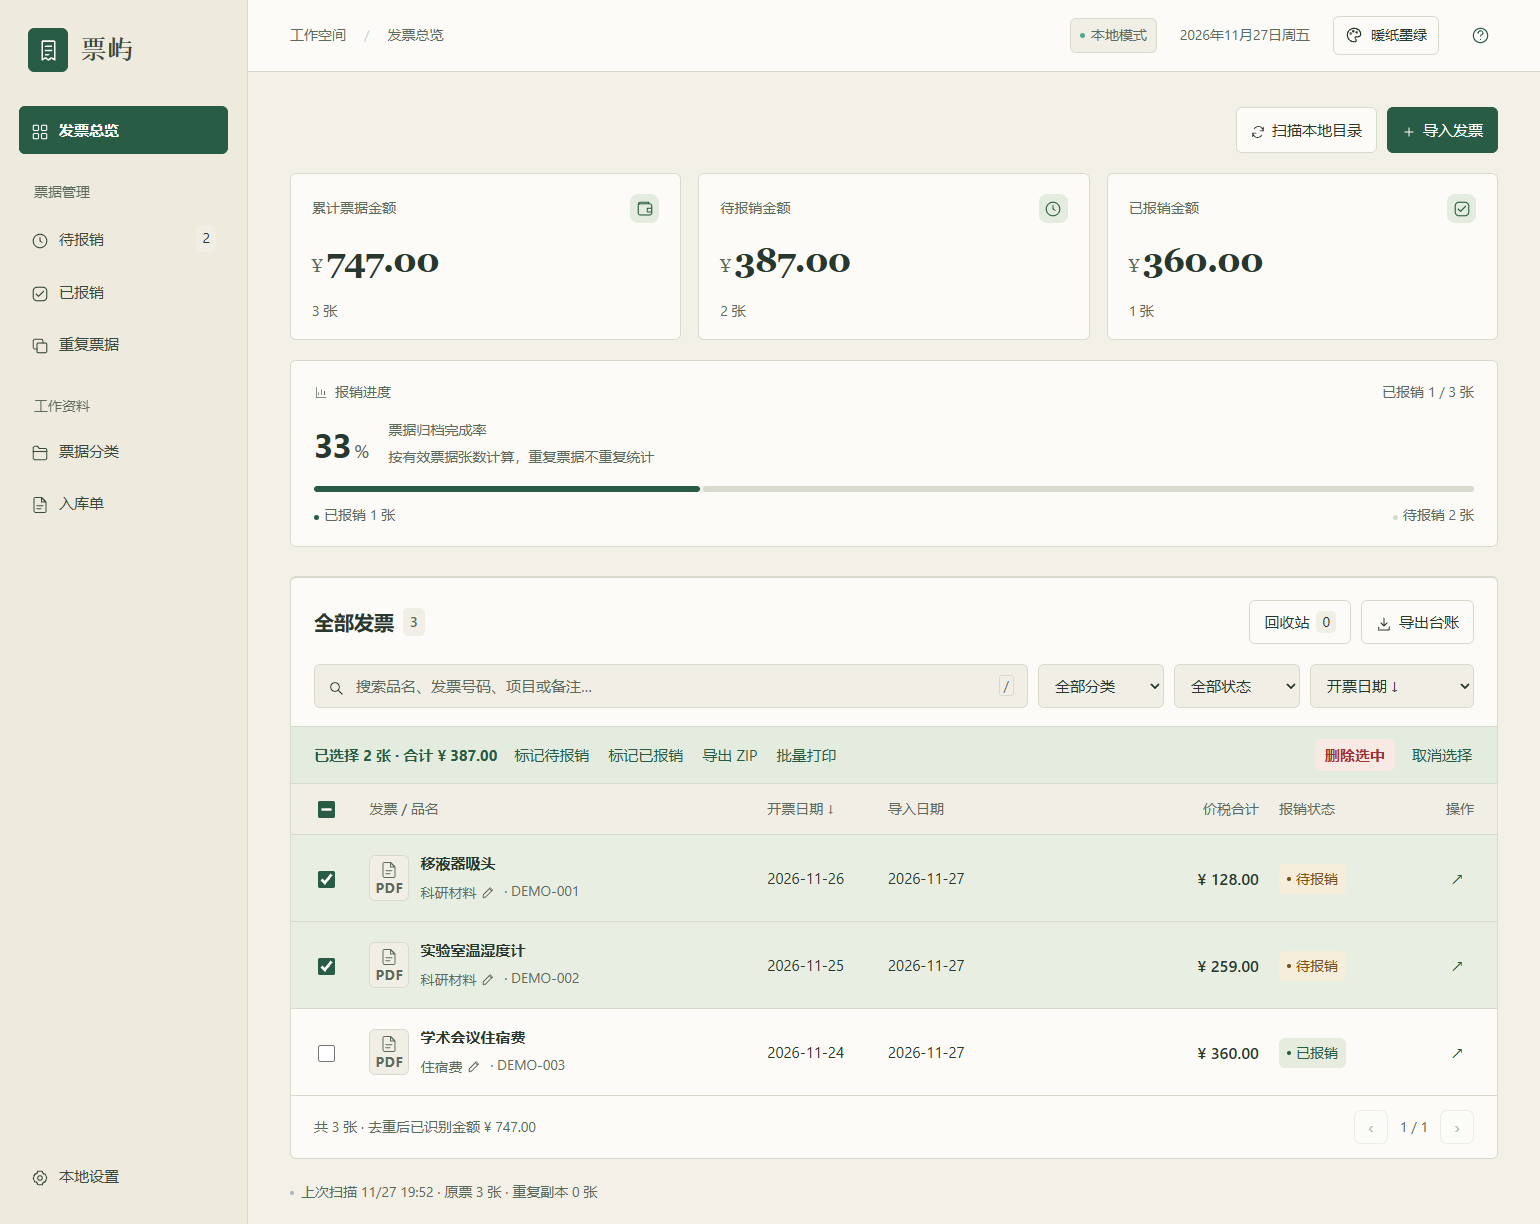 票屿
发票总览
票据管理
待报销 2
已报销
重复票据
工作资料
票据分类
入库单
本地设置
工作空间 / 发票总览
本地模式
2026年11月27日周五
暖纸墨绿
扫描本地目录
+ 导入发票
累计票据金额
¥747.00
3 张
待报销金额
¥387.00
2 张
已报销金额
¥360.00
1 张
报销进度
已报销 1 / 3 张
33 %
票据归档完成率
按有效票据张数计算，重复票据不重复统计
已报销 1 张
待报销 2 张
全部发票 3
回收站 0
导出台账
搜索品名、发票号码、项目或备注... /
全部分类
全部状态
开票日期 ↓
已选择 2 张 · 合计 ¥ 387.00 标记待报销 标记已报销 导出 ZIP 批量打印 删除选中 取消选择
发票 / 品名 开票日期 ↓ 导入日期 价税合计 报销状态 操作
PDF
移液器吸头
科研材料 · DEMO-001
2026-11-26 2026-11-27 ¥ 128.00 待报销 ↗
PDF
实验室温湿度计
科研材料 · DEMO-002
2026-11-25 2026-11-27 ¥ 259.00 待报销 ↗
PDF
学术会议住宿费
住宿费 · DEMO-003
2026-11-24 2026-11-27 ¥ 360.00 已报销 ↗
共 3 张 · 去重后已识别金额 ¥ 747.00
‹ 1 / 1 ›
上次扫描 11/27 19:52 · 原票 3 张 · 重复副本 0 张